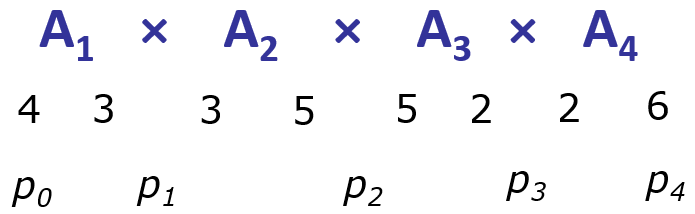 A₁ × A₂ × A₃ × A₄
4 3 3 5 5 2 2 6
p₀ p₁ p₂ p₃ p₄